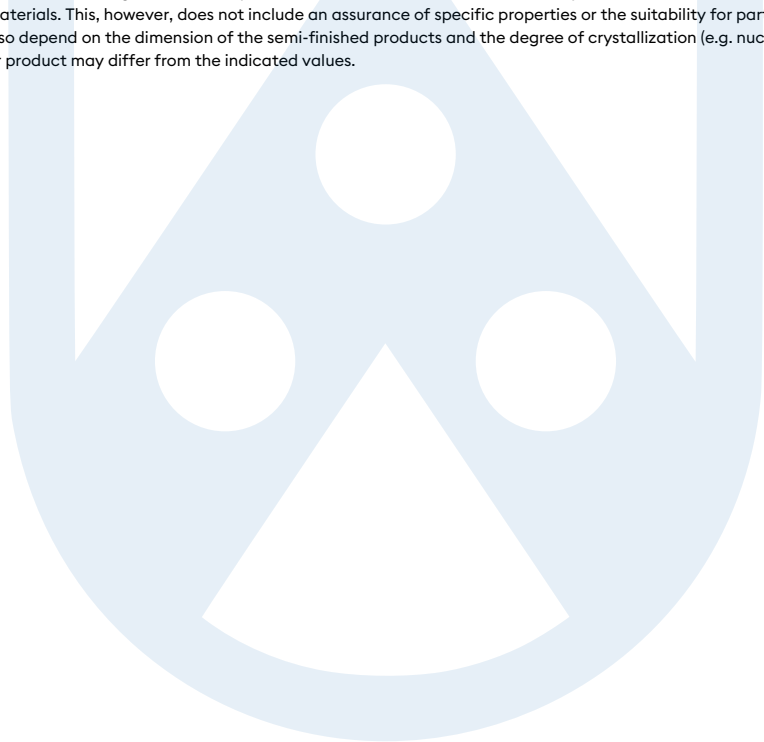 aterials. This, however, does not include an assurance of specific properties or the suitability for par
so depend on the dimension of the semi-finished products and the degree of crystallization (e.g. nuc
r product may differ from the indicated values.